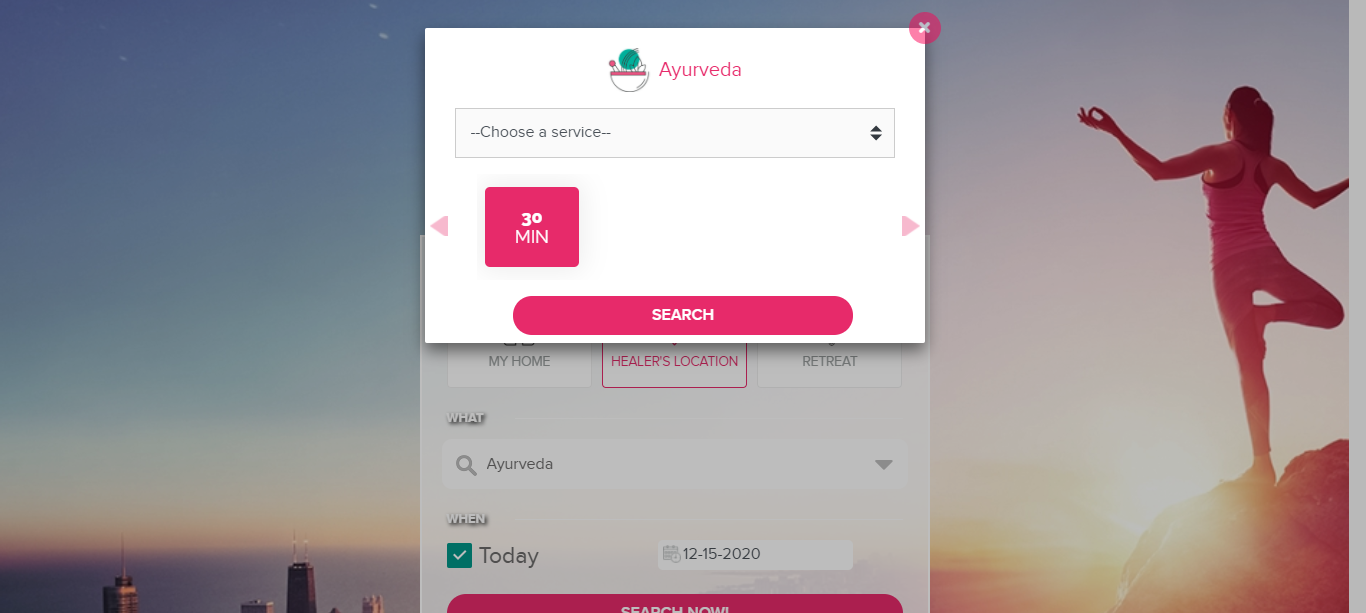 Ayurveda
--Choose a service--
30
MIN
SEARCH
MY HOME
HEALER'S LOCATION
RETREAT
WHAT
Ayurveda
WHEN
Today
12-15-2020
SEARCH NOW!